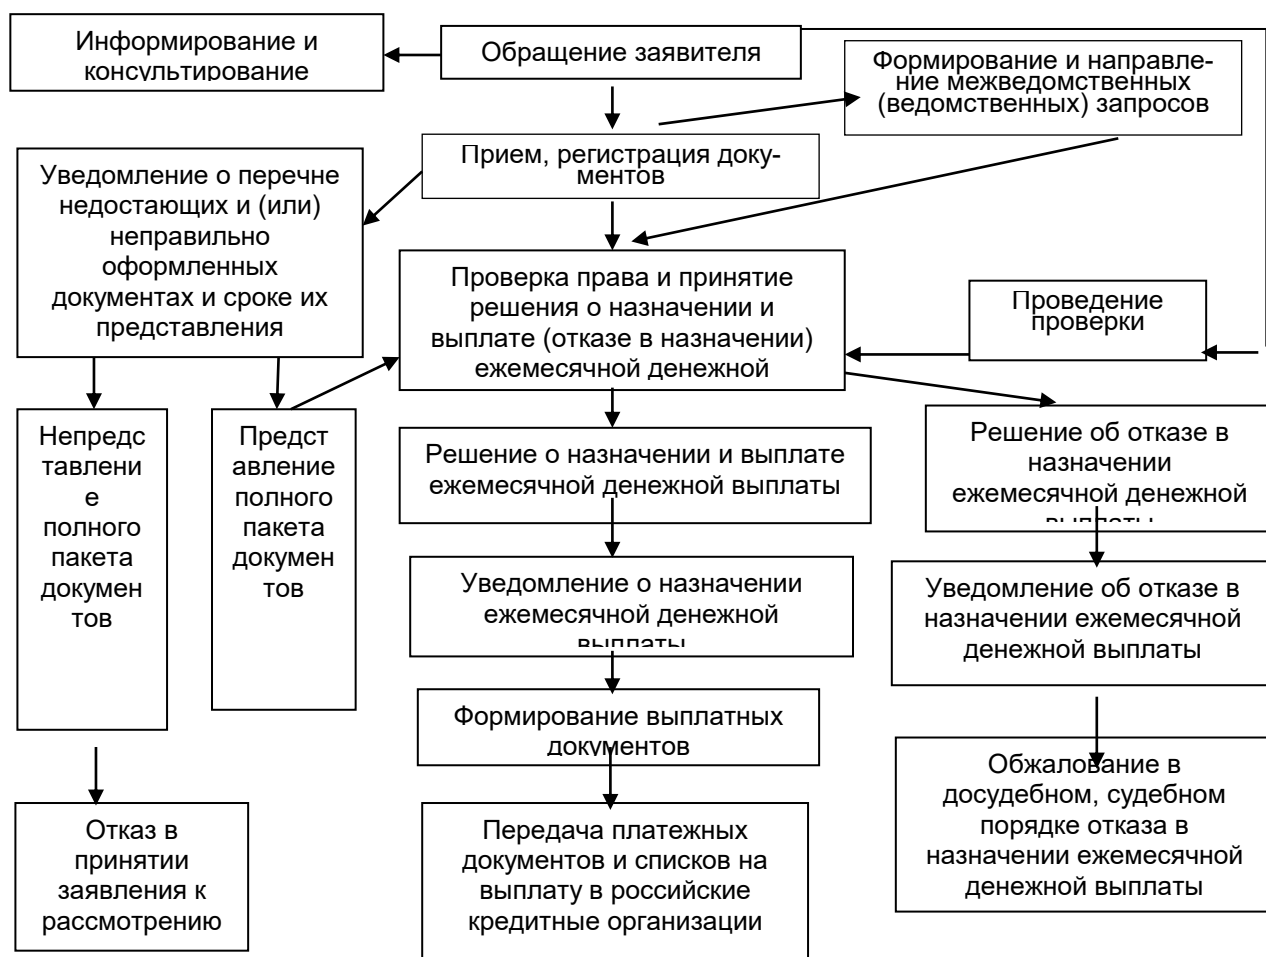 Информирование и
консультирование
Обращение заявителя
Формирование и направле-
ние межведомственных
(ведомственных) запросов
Прием, регистрация доку-
ментов
Уведомление о перечне
недостающих и (или)
неправильно
оформленных
документах и сроке их
представления
Проверка права и принятие
решения о назначении и
выплате (отказе в назначении)
ежемесячной денежной
Проведение
проверки
Непредс
тавлени
е
полного
пакета
докумен
тов
Предст
авление
полного
пакета
докумен
тов
Решение о назначении и выплате
ежемесячной денежной выплаты
Решение об отказе в
назначении
ежемесячной денежной
выплаты
Уведомление о назначении
ежемесячной денежной
выплаты
Уведомление об отказе в
назначении ежемесячной
денежной выплаты
Формирование выплатных
документов
Обжалование в
досудебном, судебном
порядке отказа в
назначении ежемесячной
денежной выплаты
Отказ в
принятии
заявления к
рассмотрению
Передача платежных
документов и списков на
выплату в российские
кредитные организации